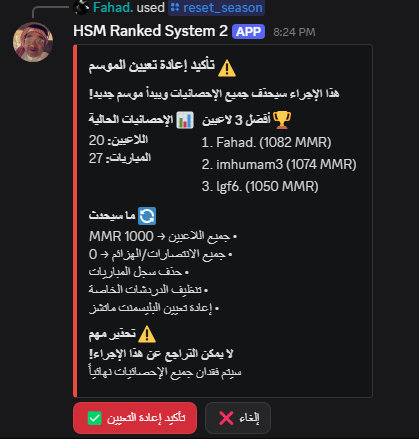 Fahad. used reset_season
HSM Ranked System 2 APP 8:24 PM
تأكيد إعادة تعيين الموسم ⚠️
هذا الإجراء سيحذف جميع الإحصائيات ويبدأ موسم جديد!
🏆 أفضل 3 لاعبين
1. Fahad. (1082 MMR)
2. imhumam3 (1074 MMR)
3. lgf6. (1050 MMR)
📊 الإحصائيات الحالية
اللاعبين: 20
المباريات: 27
🔄 ما سيحدث
• جميع اللاعبين → 1000 MMR
• جميع الانتصارات/الهزائم → 0
• حذف سجل المباريات
• تنظيف الدردشات الخاصة
• إعادة تعيين البليسمنت ماتشز
⚠️ تحذير مهم
لا يمكن التراجع عن هذا الإجراء!
سيتم فقدان جميع الإحصائيات نهائياً
✅ تأكيد إعادة التعيين
❌ إلغاء